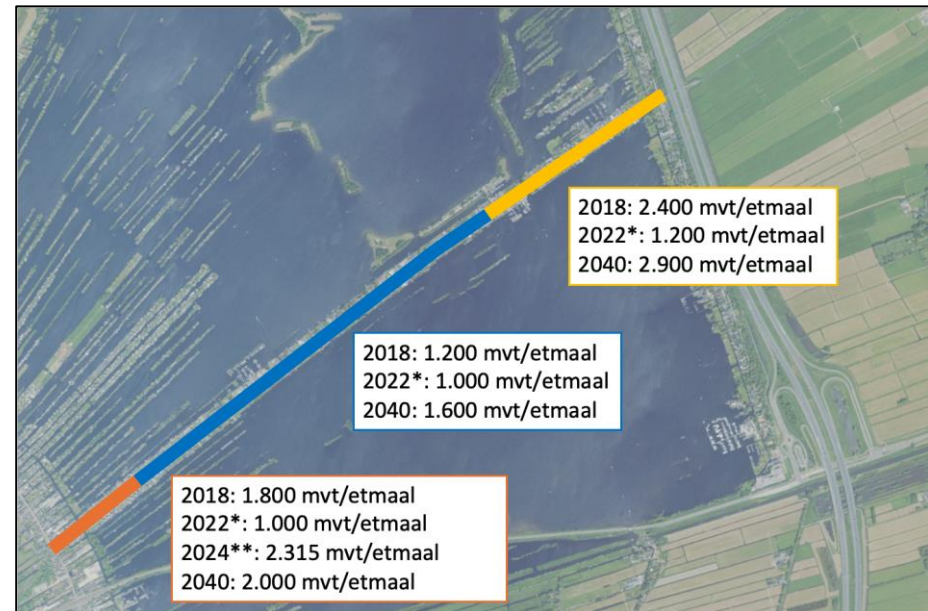 2018: 2.400 mvt/etmaal
2022*: 1.200 mvt/etmaal
2040: 2.900 mvt/etmaal
2018: 1.200 mvt/etmaal
2022*: 1.000 mvt/etmaal
2040: 1.600 mvt/etmaal
2018: 1.800 mvt/etmaal
2022*: 1.000 mvt/etmaal
2024**: 2.315 mvt/etmaal
2040: 2.000 mvt/etmaal